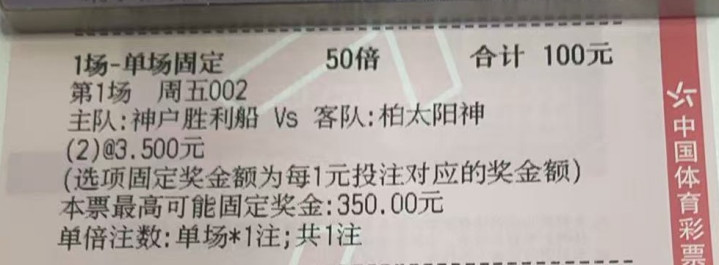 1场-单场固定 50倍 合计 100元
第1场 周五002
主队:神户胜利船 Vs 客队:柏太阳神
(2)@3.500元
(选项固定奖金额为每1元投注对应的奖金额)
本票最高可能固定奖金:350.00元
单倍注数:单场*1注;共1注
中国体育彩票